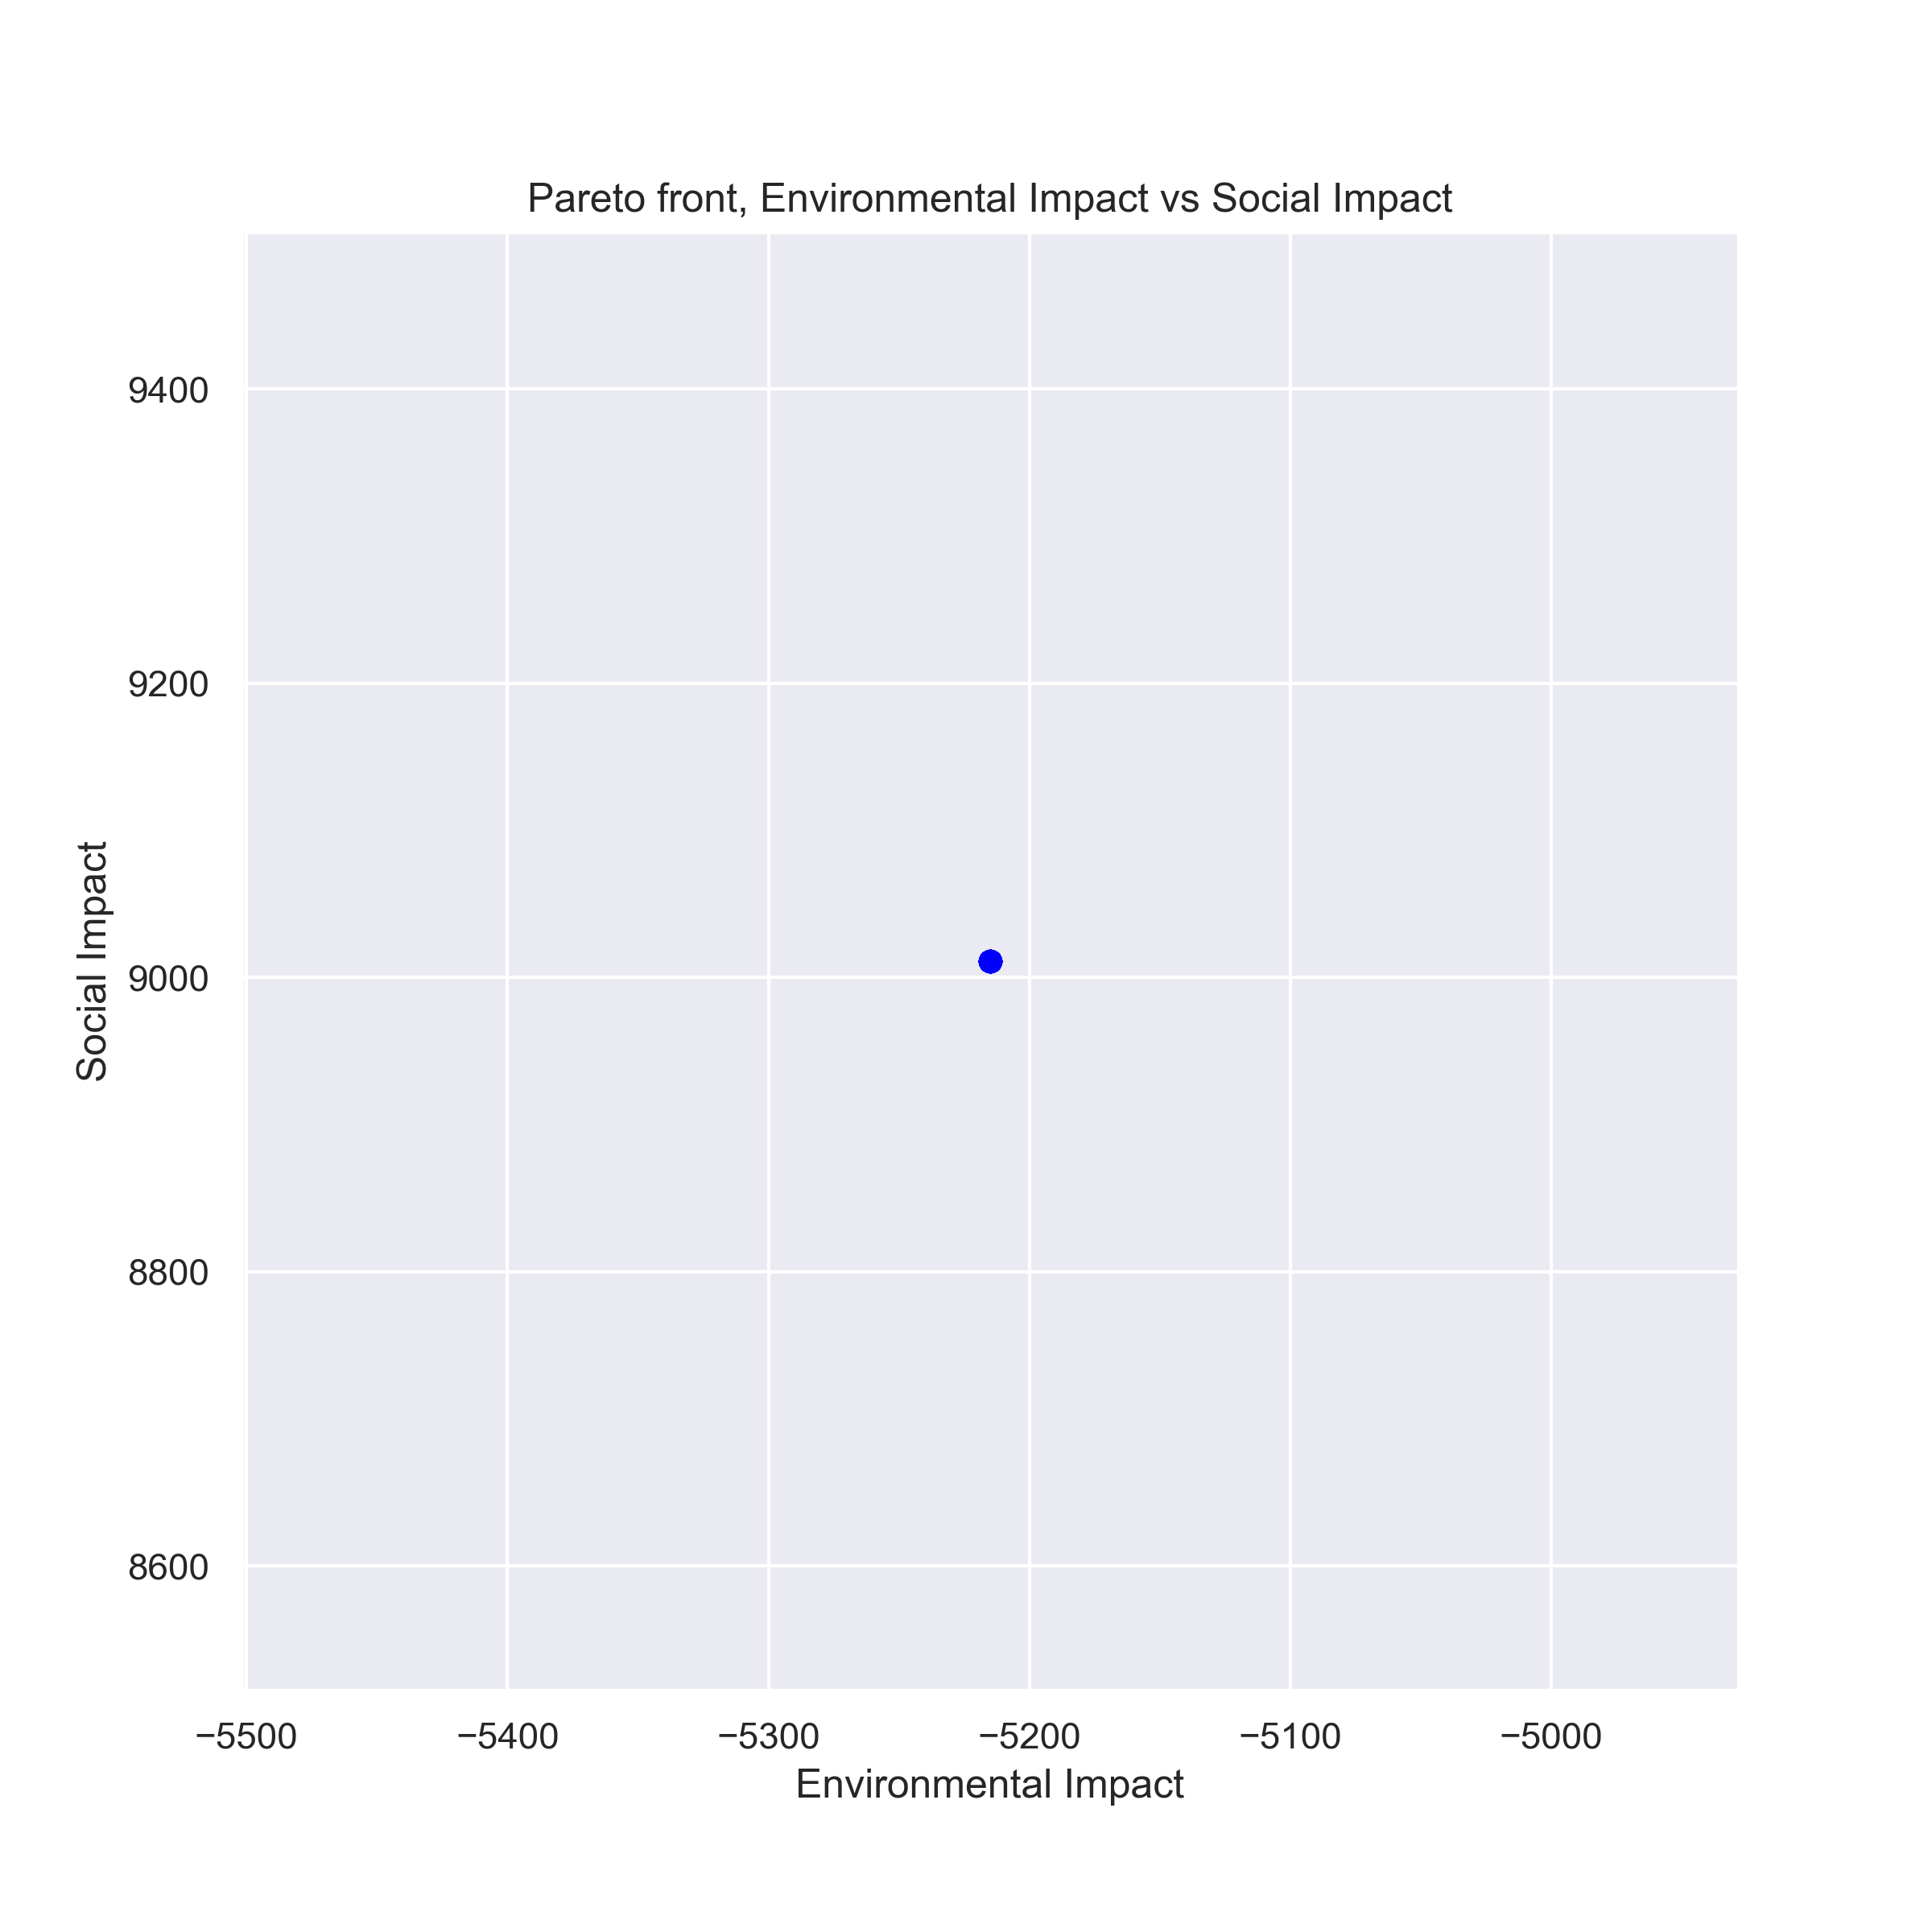 Pareto front, Environmental Impact vs Social Impact
9400
9200
9000
8800
8600
Social Impact
−5500 −5400 −5300 −5200 −5100 −5000
Environmental Impact